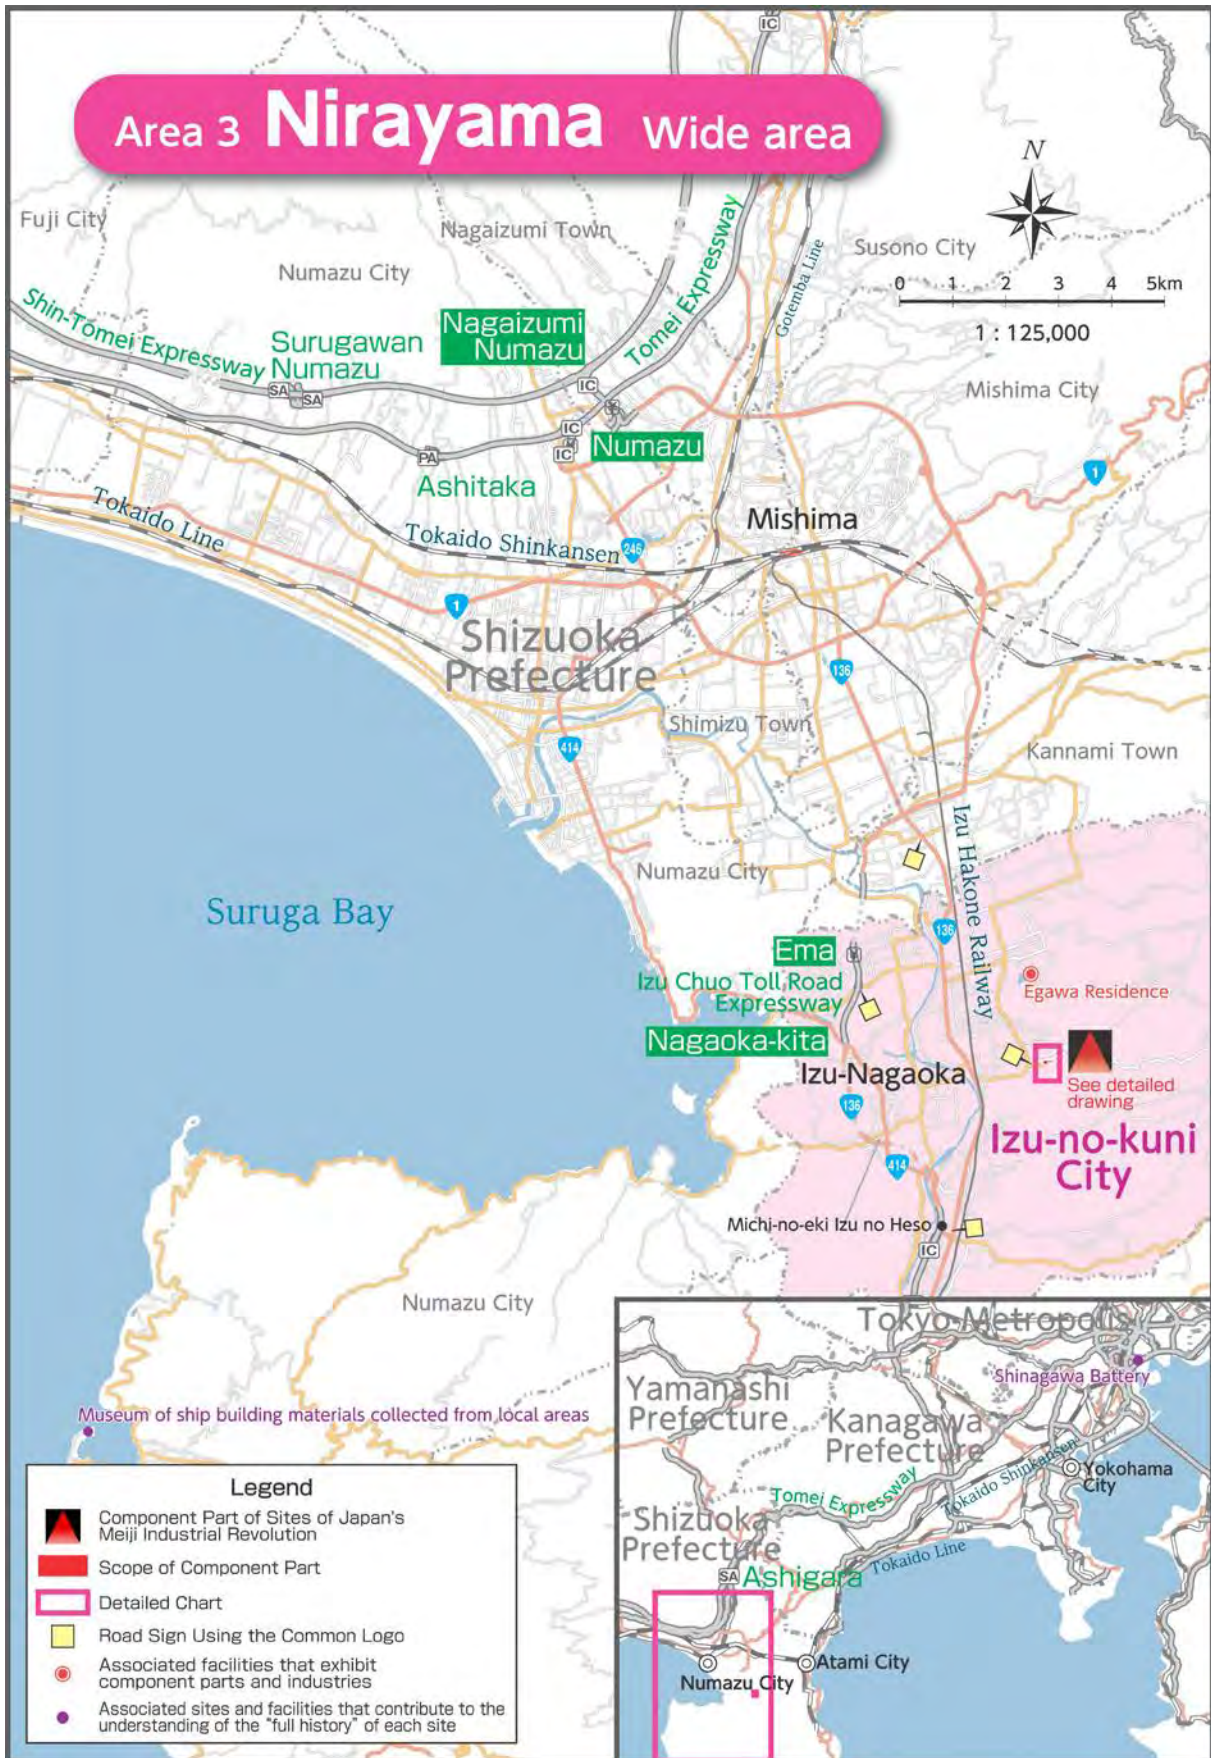 Area 3 Nirayama Wide area
IC
N
Fuji City
Nagaizumi Town
Susono City
Numazu City
Gotemba Line
Tomei Expressway
0 1 2 3 4 5km
1 : 125,000
Shin-Tomei Expressway
Surugawan
Numazu
Nagaizumi
Numazu
SA
SA
IC
Mishima City
IC
IC
Numazu
PA
Ashitaka
1
Tokaido Line
Tokaido Shinkansen
246
Mishima
1
Shizuoka
Prefecture
136
Shimizu Town
414
Kannami Town
Izu Hakone Railway
Numazu City
Suruga Bay
136
Ema
Izu Chuo Toll Road
Expressway
Egawa Residence
Nagaoka-kita
Izu-Nagaoka
See detailed
drawing
136
Izu-no-kuni
City
414
Michi-no-eki Izu no Heso
IC
Numazu City
Museum of ship building materials collected from local areas
Legend
Component Part of Sites of Japan's
Meiji Industrial Revolution
Scope of Component Part
Detailed Chart
Road Sign Using the Common Logo
Associated facilities that exhibit
component parts and industries
Associated sites and facilities that contribute to the
understanding of the "full history" of each site
Tokyo-Metropolis
Shinagawa Battery
Yamanashi
Prefecture
Kanagawa
Prefecture
Yokohama
City
Tomei Expressway
Tokaido Shinkansen
Shizuoka
Prefecture
Tokaido Line
SA
Ashigara
Atami City
Numazu City